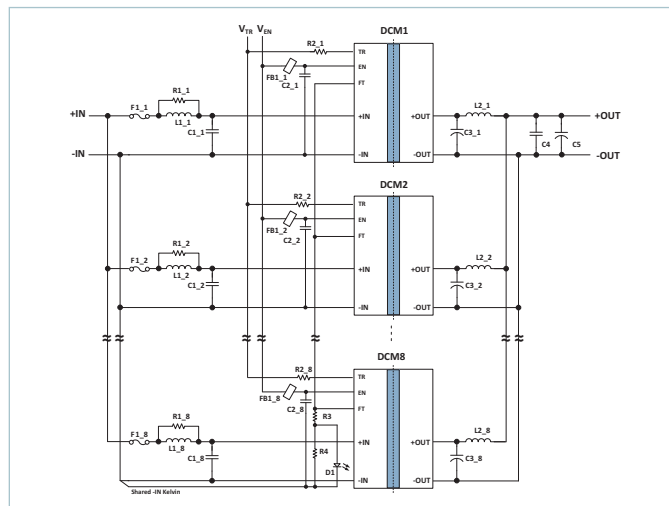 V_TR V_EN
DCM1
R2_1
TR
FB1_1
EN
C2_1
FT
R1_1
L2_1
+IN
F1_1
L1_1
+IN
+OUT
+OUT
C1_1
C3_1
C4
C5
-IN
-IN
-OUT
-OUT
DCM2
R2_2
TR
FB1_2
EN
C2_2
FT
R1_2
L2_2
F1_2
L1_2
+IN
+OUT
C1_2
C3_2
-IN
-OUT
DCM8
R2_8
TR
FB1_8
EN
C2_8
FT
R3
R1_8
L2_8
F1_8
L1_8
+IN
+OUT
R4
C1_8
D1
C3_8
-IN
-OUT
Shared -IN Kelvin